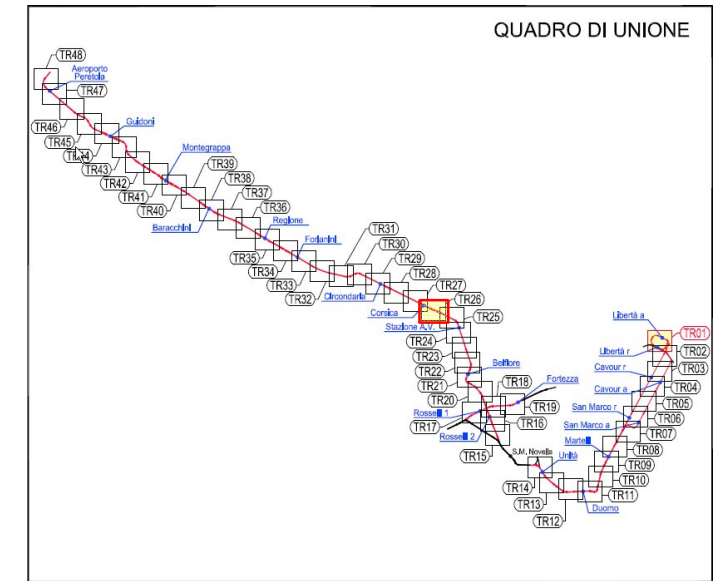 QUADRO DI UNIONE
TR48
Aeroporto
Peretola
TR47
TR46
Guidoni
TR45
TR43
Montegrappa
TR42
TR39
TR41
TR38
TR40
TR37
Baracchini
TR36
Regione
TR31
TR35
Forlanini
TR30
TR34
TR29
TR33
TR28
TR32
Circondaria
TR27
TR26
Corsica
TR25
Stazione A.V.
Libertà a
TR01
TR24
Libertà r
TR02
TR23
Cavour r
TR03
TR22
Belfiore
TR21
TR18
Cavour a
TR04
TR20
Fortezza
TR05
Rosselli 1
TR19
San Marco r
TR06
TR17
TR16
San Marco a
TR07
Rosselli 2
Martelli
TR08
TR15
S.M. Novella
Unità
TR09
TR10
TR14
TR11
TR13
Duomo
TR12